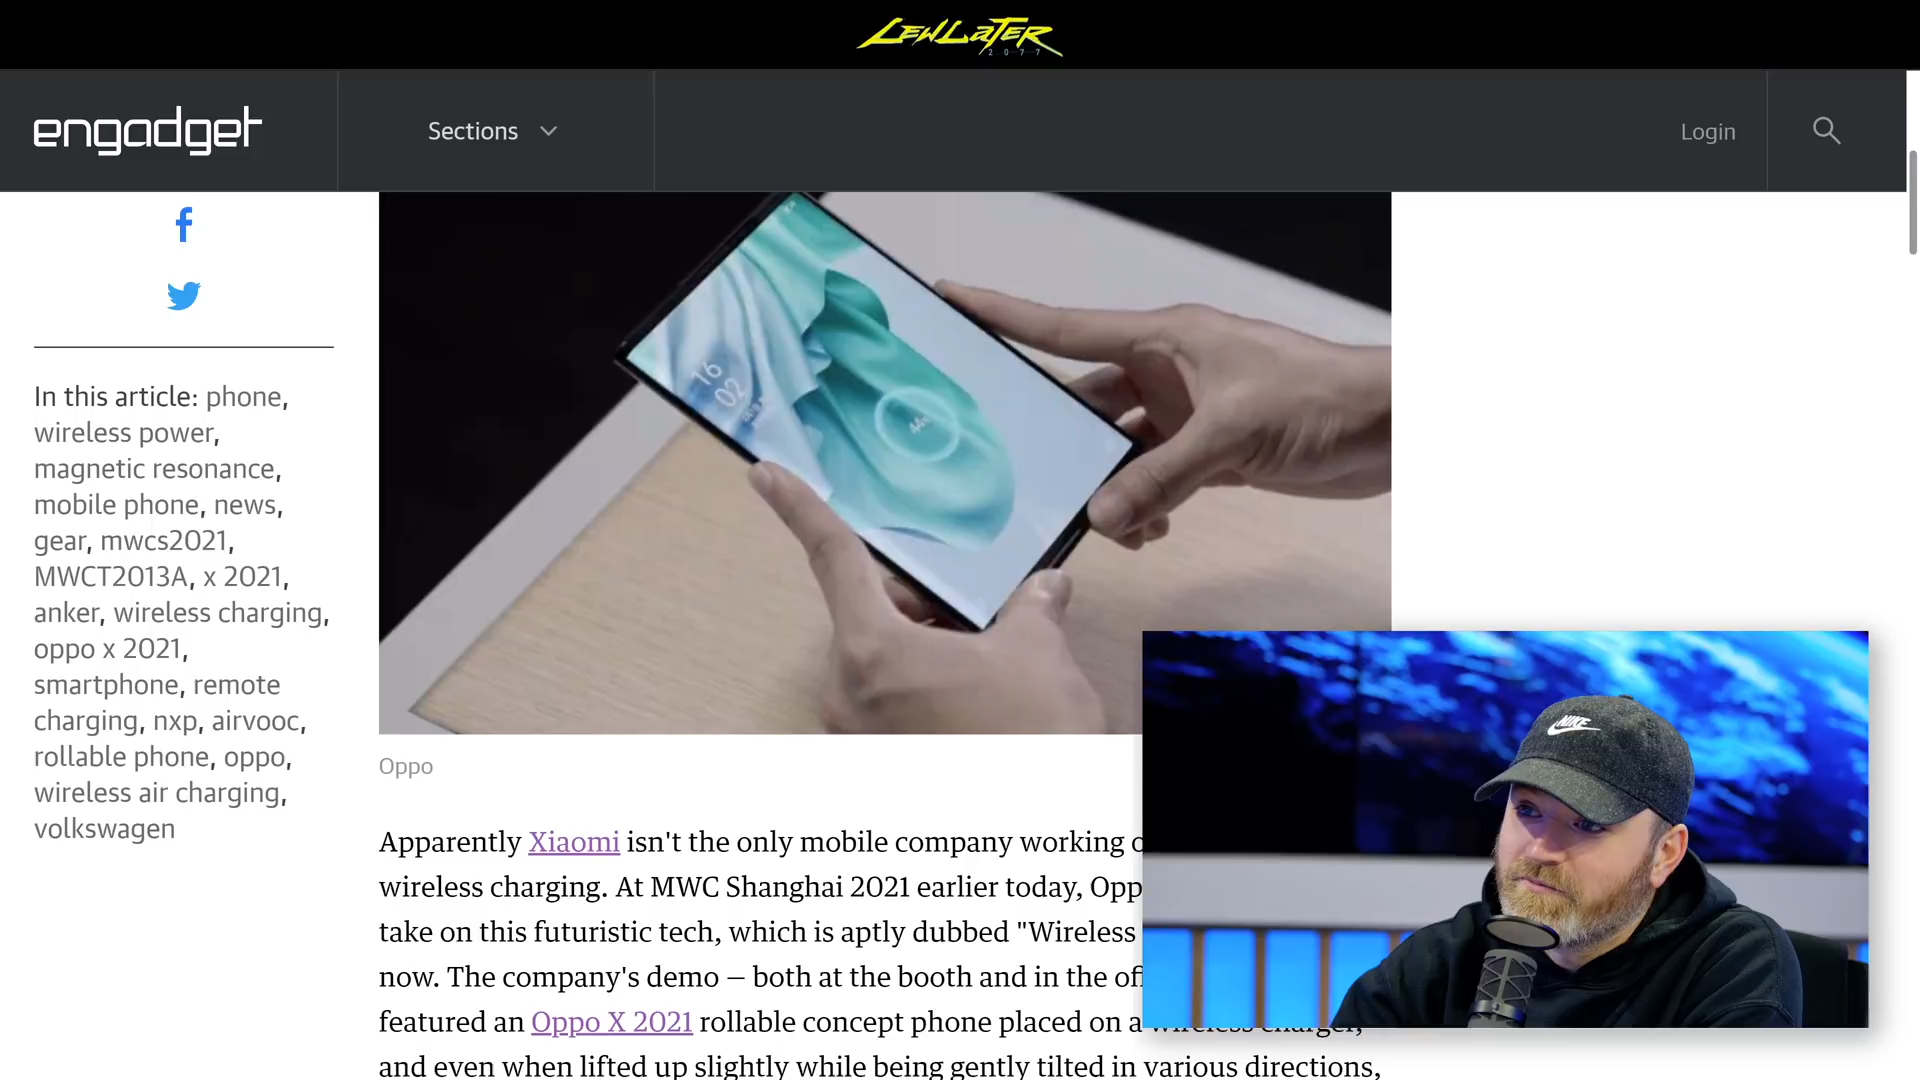 LEWLATER
2077
engadget
Sections
Login
In this article: phone,
wireless power,
magnetic resonance,
mobile phone, news,
gear, mwcs2021,
MWCT2013A, x 2021,
anker, wireless charging,
oppo x 2021,
smartphone, remote
charging, nxp, airvooc,
rollable phone, oppo,
wireless air charging,
volkswagen
16
02
NIKE
Oppo
Apparently Xiaomi isn't the only mobile company working
wireless charging. At MWC Shanghai 2021 earlier today,
take on this futuristic tech, which is aptly dubbed "Wireless
now. The company's demo — both at the booth and in the
featured an Oppo X 2021 rollable concept phone placed on a wireless charger,
and even when lifted up slightly while being gently tilted in various directions,